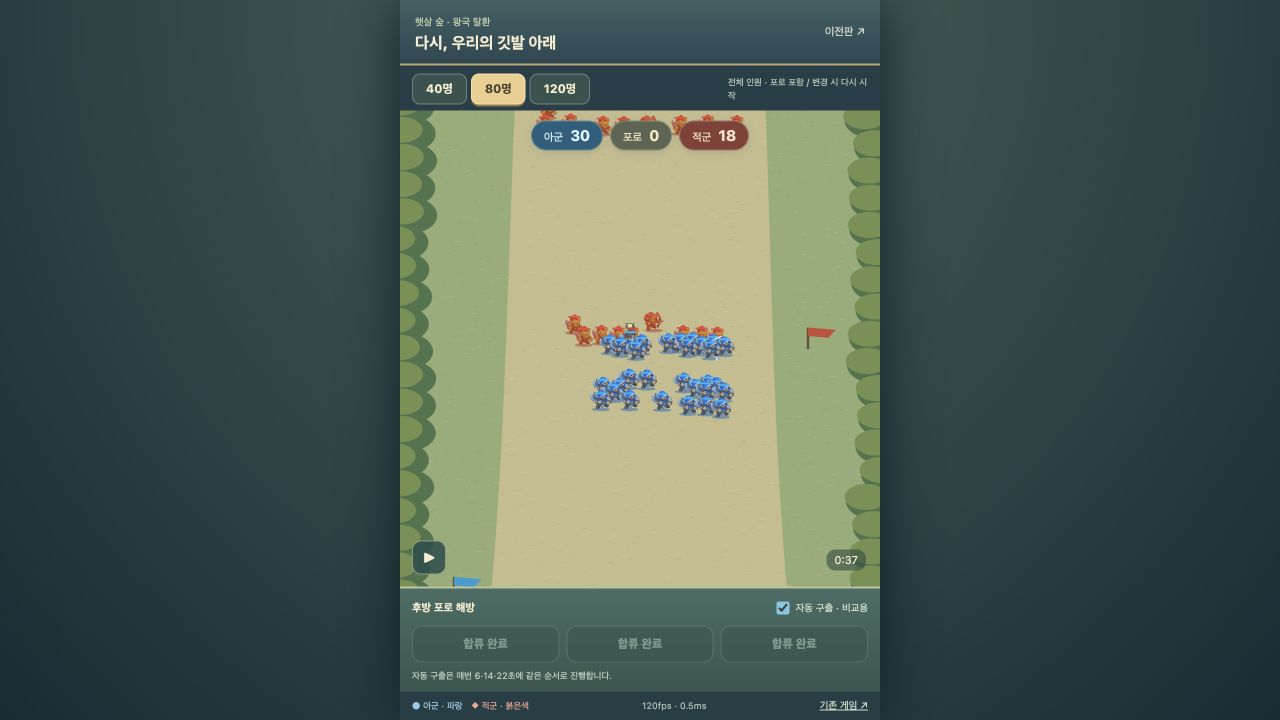 햇살 숲 · 왕국 탈환
다시, 우리의 깃발 아래
이전판 ↗
40명
80명
120명
전체 인원 · 포로 포함 / 변경 시 다시 시
작
아군 30
포로 0
적군 18
0:37
후방 포로 해방
자동 구출 · 비교용
합류 완료
합류 완료
합류 완료
자동 구출은 매번 6·14·22초에 같은 순서로 진행합니다.
아군 · 파랑
적군 · 붉은색
120fps · 0.5ms
기존 게임 ↗